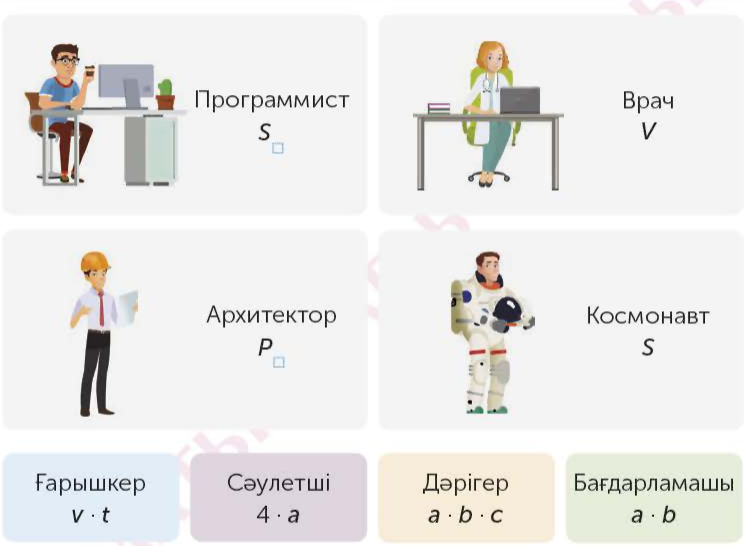 Программист
S□
Врач
V
Архитектор
P□
Космонавт
S
Ғарышкер
v · t
Сәулетші
4 · a
Дәрігер
a · b · c
Бағдарламашы
a · b